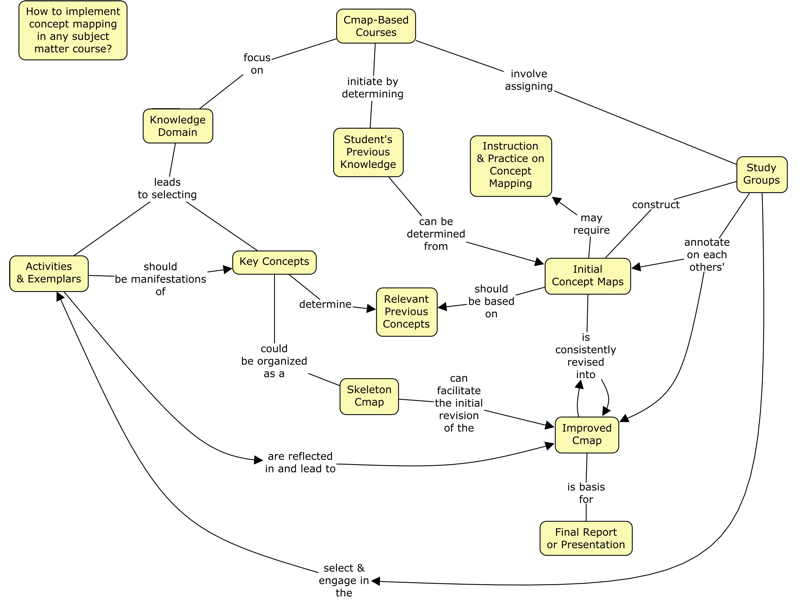 How to implement
concept mapping
in any subject
matter course?
Cmap-Based
Courses
focus
on
initiate by
determining
involve
assigning
Knowledge
Domain
Student's
Previous
Knowledge
Instruction
& Practice on
Concept
Mapping
Study
Groups
leads
to selecting
can be
determined
from
may
require
construct
annotate
on each
others'
Activities
& Exemplars
should
be manifestations
of
Key Concepts
determine
Relevant
Previous
Concepts
should
be based
on
Initial
Concept Maps
could
be organized
as a
is
consistently
revised
into
Skeleton
Cmap
can
facilitate
the initial
revision
of the
Improved
Cmap
are reflected
in and lead to
is basis
for
Final Report
or Presentation
select &
engage in
the